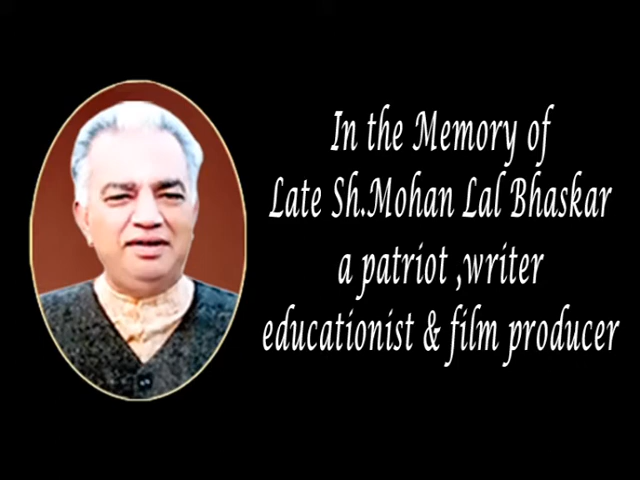 In the Memory of
Late Sh.Mohan Lal Bhaskar
a patriot ,writer
educationist & film producer